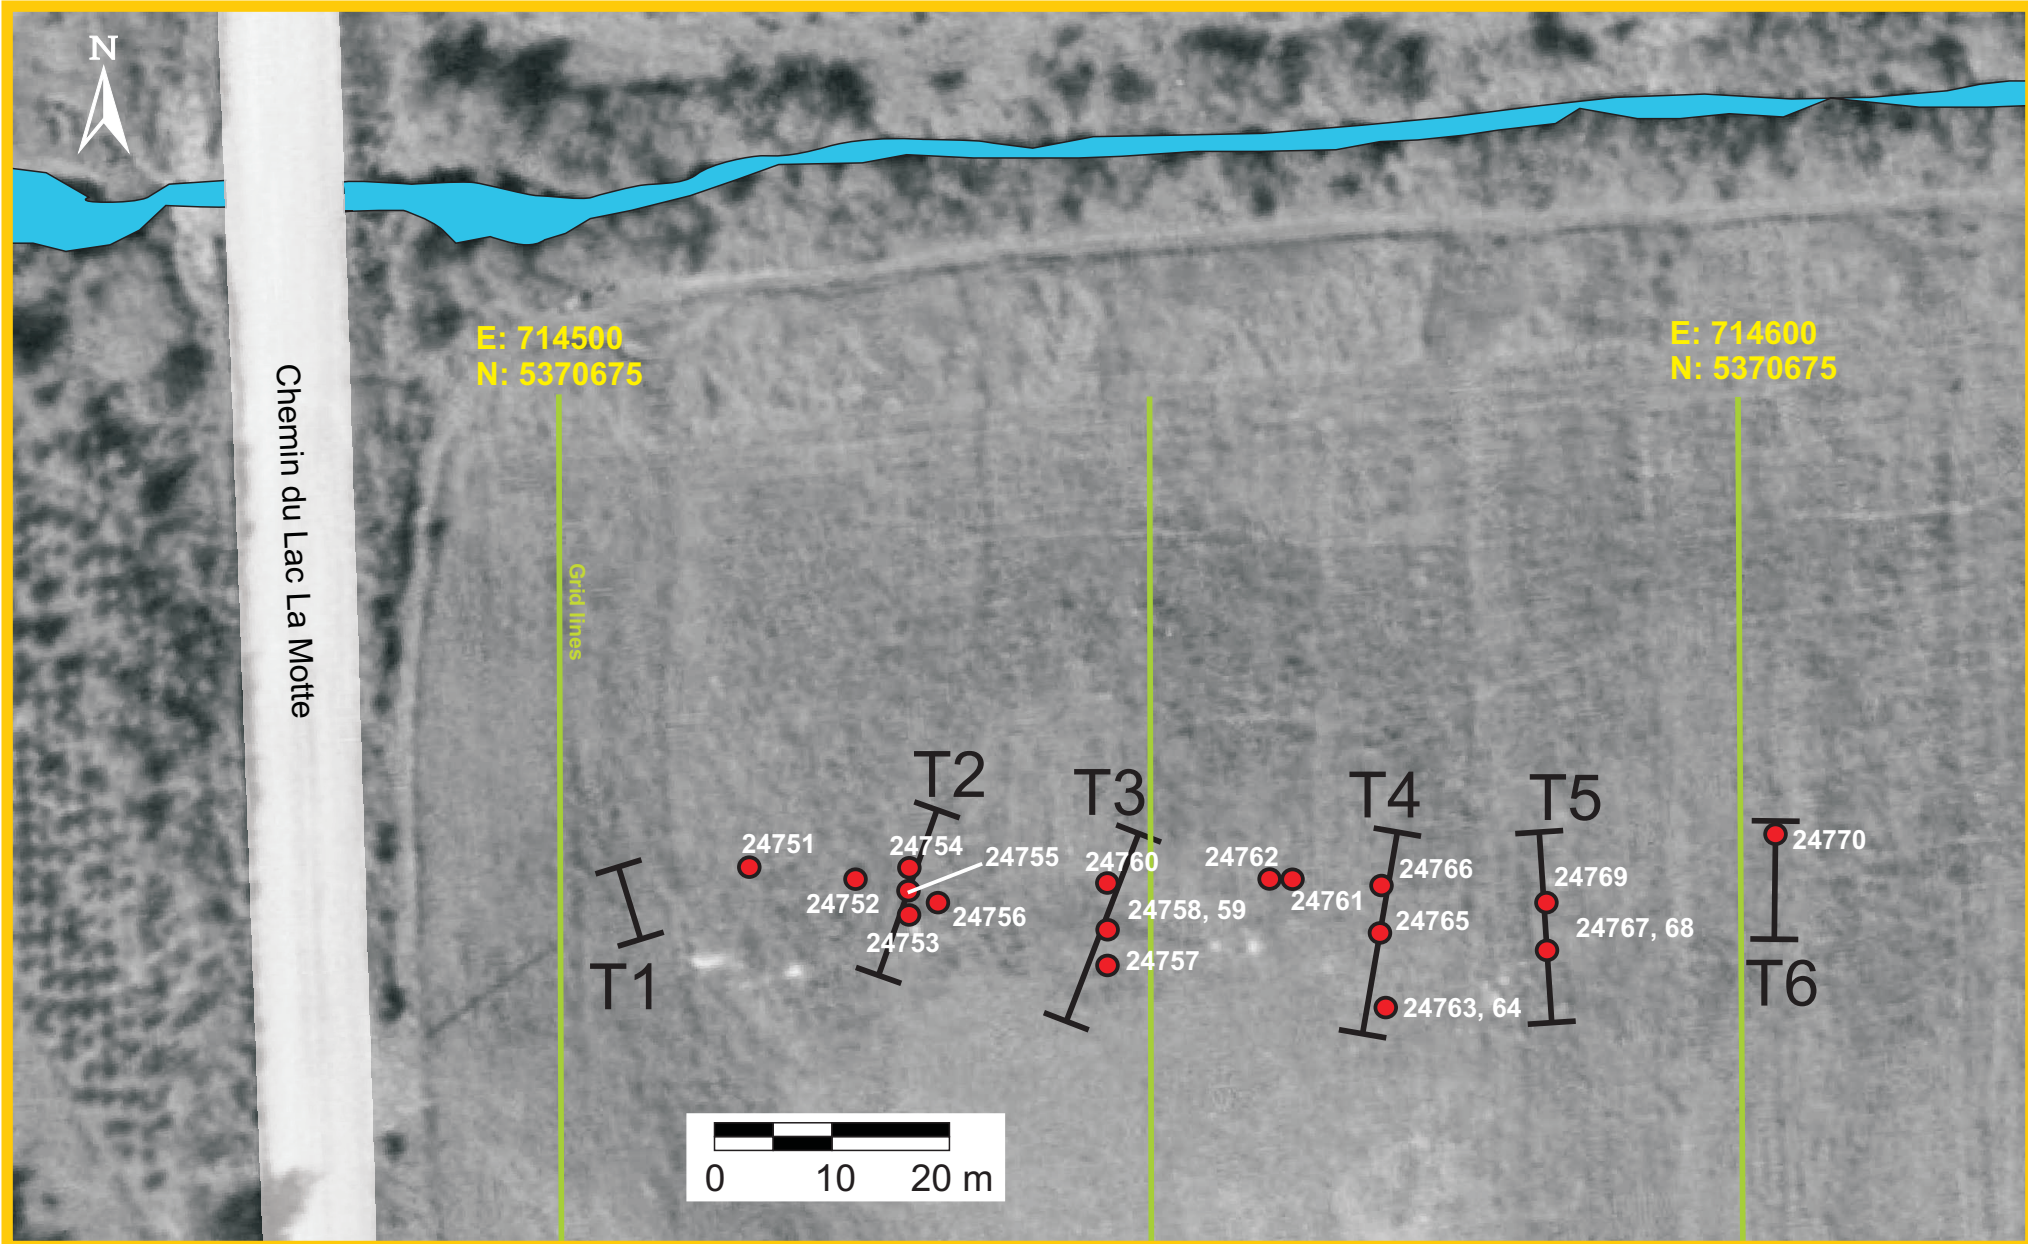 N
E: 714500
N: 5370675
E: 714600
N: 5370675
Chemin du Lac La Motte
Grid lines
T2
T3
T4
T5
24751
24754
24755
24760
24762
24766
24769
24770
24752
24756
24758, 59
24761
24765
24767, 68
24753
24757
T1
T6
24763, 64
0 10 20 m